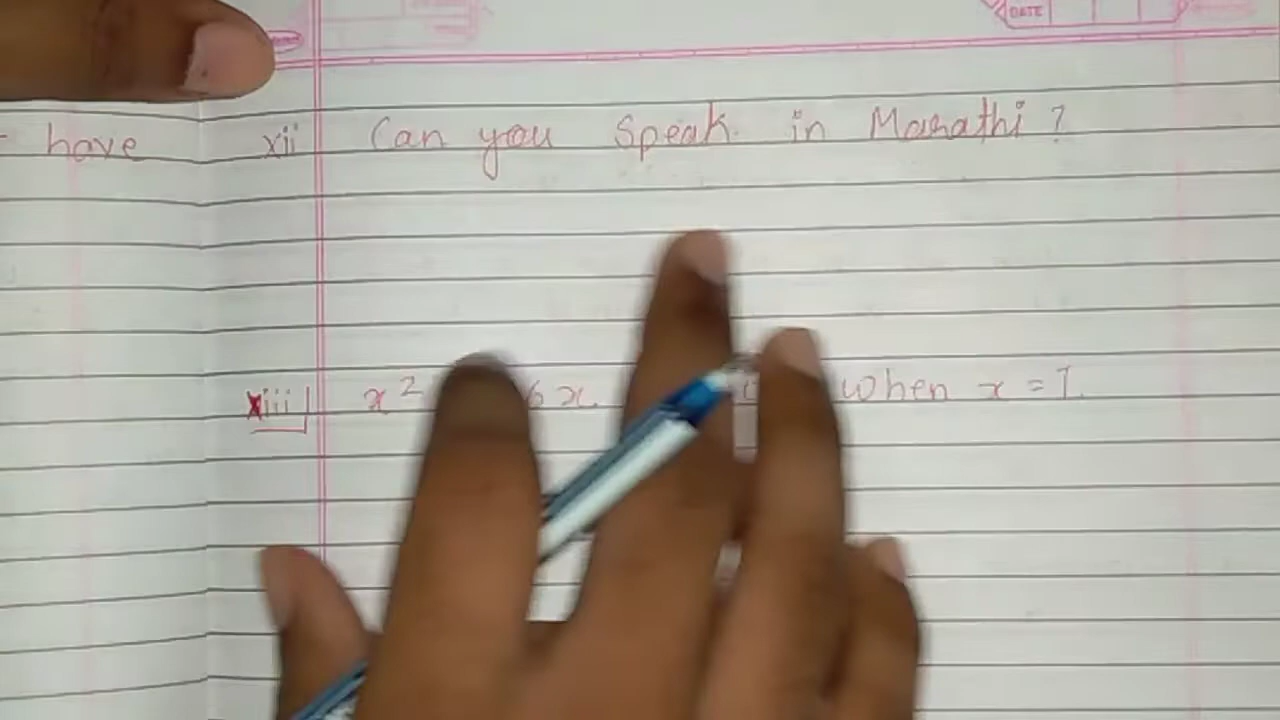 DATE
have xii Can you Speak in Marathi?
xiii x² 6x when x = 1.